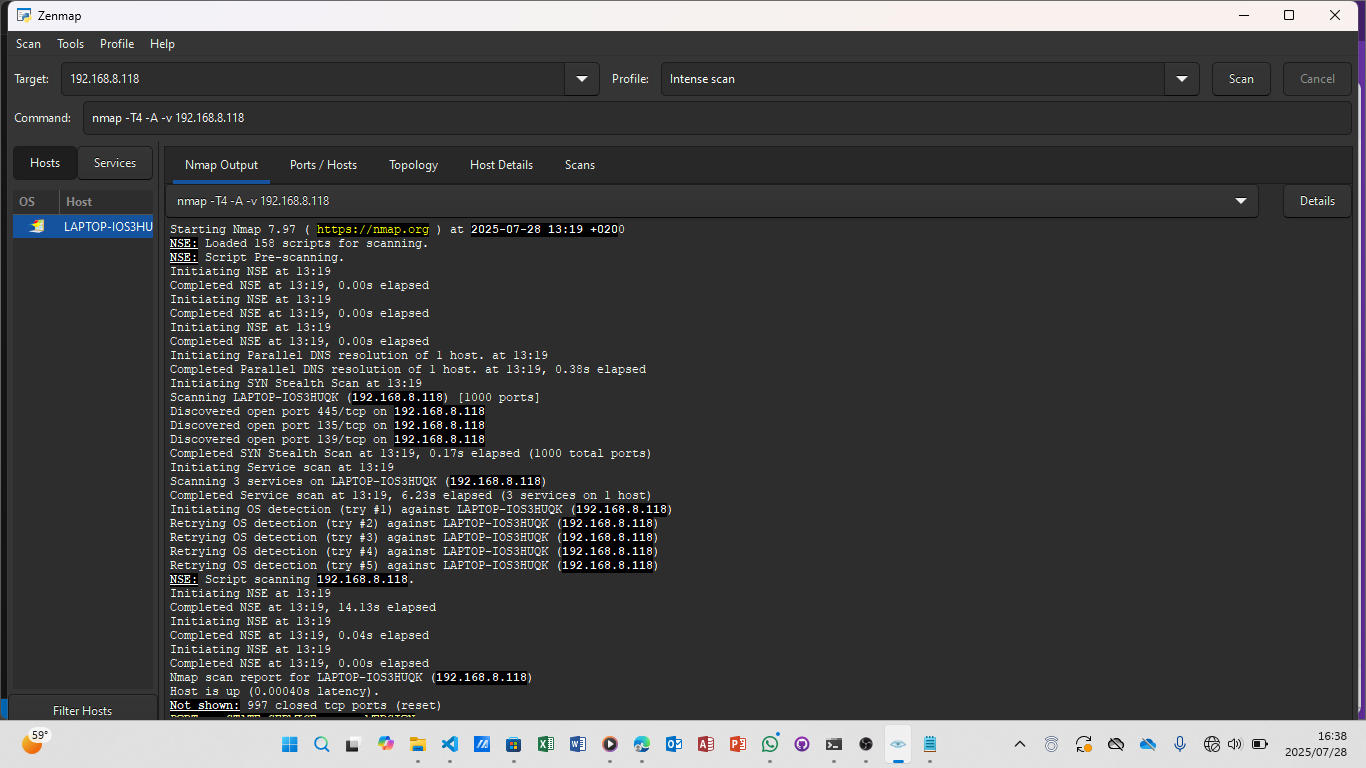 Zenmap
Scan Tools Profile Help
Target: 192.168.8.118 Profile: Intense scan Scan Cancel
Command: nmap -T4 -A -v 192.168.8.118
Hosts Services
OS Host
LAPTOP-IOS3HU
Filter Hosts
Nmap Output Ports / Hosts Topology Host Details Scans
nmap -T4 -A -v 192.168.8.118 Details
Starting Nmap 7.97 ( https://nmap.org ) at 2025-07-28 13:19 +0200
NSE: Loaded 158 scripts for scanning.
NSE: Script Pre-scanning.
Initiating NSE at 13:19
Completed NSE at 13:19, 0.00s elapsed
Initiating NSE at 13:19
Completed NSE at 13:19, 0.00s elapsed
Initiating NSE at 13:19
Completed NSE at 13:19, 0.00s elapsed
Initiating Parallel DNS resolution of 1 host. at 13:19
Completed Parallel DNS resolution of 1 host. at 13:19, 0.38s elapsed
Initiating SYN Stealth Scan at 13:19
Scanning LAPTOP-IOS3HUQK (192.168.8.118) [1000 ports]
Discovered open port 445/tcp on 192.168.8.118
Discovered open port 135/tcp on 192.168.8.118
Discovered open port 139/tcp on 192.168.8.118
Completed SYN Stealth Scan at 13:19, 0.17s elapsed (1000 total ports)
Initiating Service scan at 13:19
Scanning 3 services on LAPTOP-IOS3HUQK (192.168.8.118)
Completed Service scan at 13:19, 6.23s elapsed (3 services on 1 host)
Initiating OS detection (try #1) against LAPTOP-IOS3HUQK (192.168.8.118)
Retrying OS detection (try #2) against LAPTOP-IOS3HUQK (192.168.8.118)
Retrying OS detection (try #3) against LAPTOP-IOS3HUQK (192.168.8.118)
Retrying OS detection (try #4) against LAPTOP-IOS3HUQK (192.168.8.118)
Retrying OS detection (try #5) against LAPTOP-IOS3HUQK (192.168.8.118)
NSE: Script scanning 192.168.8.118.
Initiating NSE at 13:19
Completed NSE at 13:19, 14.13s elapsed
Initiating NSE at 13:19
Completed NSE at 13:19, 0.04s elapsed
Initiating NSE at 13:19
Completed NSE at 13:19, 0.00s elapsed
Nmap scan report for LAPTOP-IOS3HUQK (192.168.8.118)
Host is up (0.00040s latency).
Not shown: 997 closed tcp ports (reset)
59°
16:38
2025/07/28